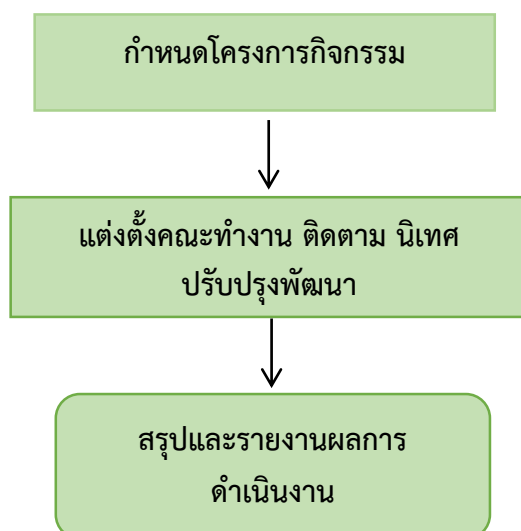 กำหนดโครงการกิจกรรม
แต่งตั้งคณะทำงาน ติดตาม นิเทศ
ปรับปรุงพัฒนา
สรุปและรายงานผลการ
ดำเนินงาน